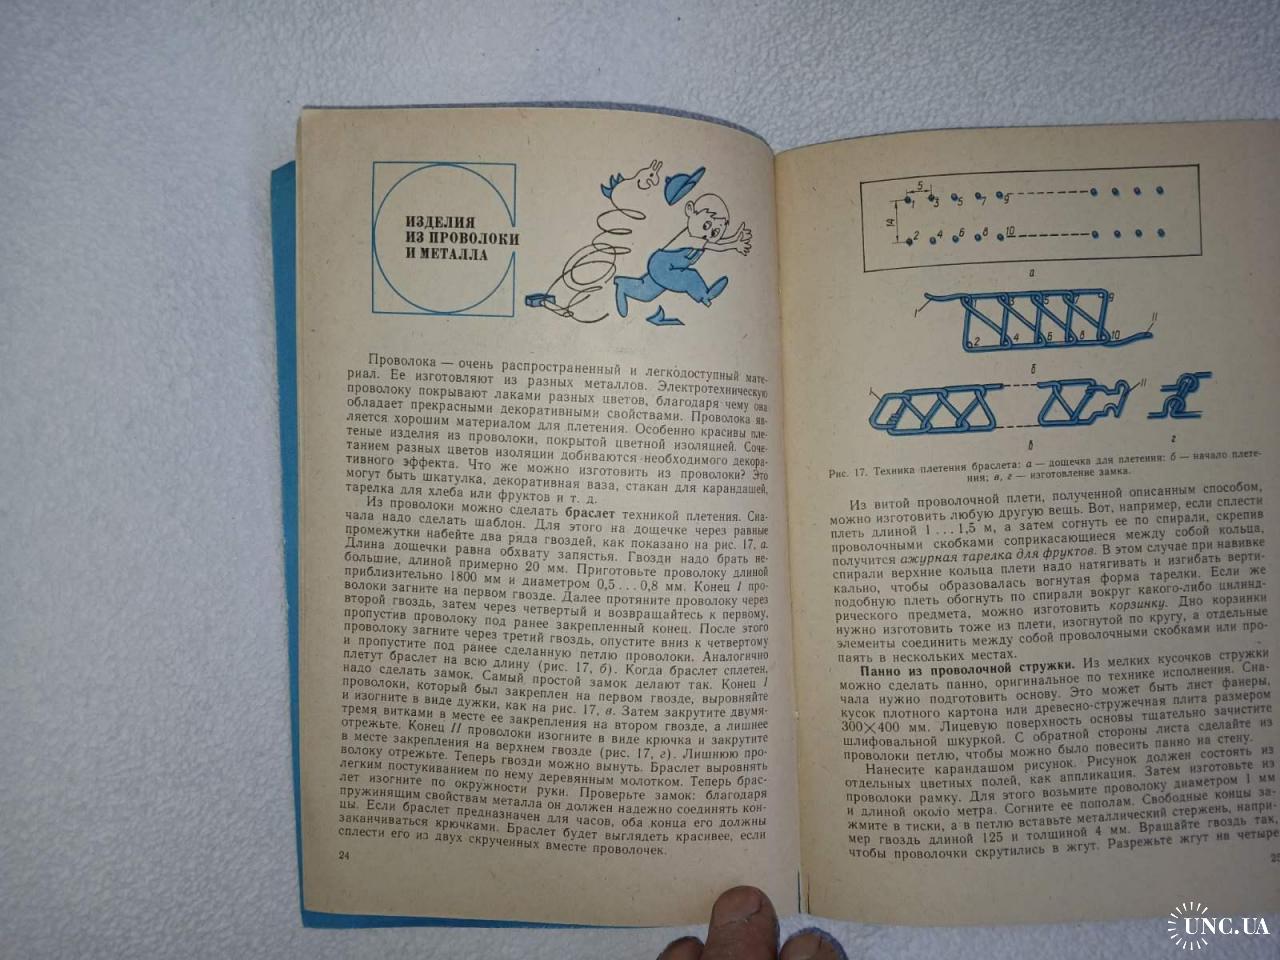 ИЗДЕЛИЯ
ИЗ ПРОВОЛОКИ
И МЕТАЛЛА
Проволока — очень распространенный и легкодоступный мате-
риал. Ее изготовляют из разных металлов. Электротехническую
проволоку покрывают лаками разных цветов, благодаря чему она
обладает прекрасными декоративными свойствами. Проволока яв-
ляется хорошим материалом для плетения. Особенно красивы пле-
теные изделия из проволоки, покрытой цветной изоляцией. Соче-
танием разных цветов изоляции добиваются необходимого декора-
тивного эффекта. Что же можно изготовить из проволоки? Это
могут быть шкатулка, декоративная ваза, стакан для карандашей,
тарелка для хлеба или фруктов и т. д.
Из проволоки можно сделать браслет техникой плетения. Сна-
чала надо сделать шаблон. Для этого на дощечке через равные
промежутки набейте два ряда гвоздей, как показано на рис. 17, а.
Длина дощечки равна обхвату запястья. Гвозди надо брать не-
большие, длиной примерно 20 мм. Приготовьте проволоку длиной
приблизительно 1800 мм и диаметром 0,5...0,8 мм. Конец I про-
волоки загните на первом гвозде. Далее протяните проволоку через
второй гвоздь, затем через четвертый и возвращайтесь к первому,
пропустив проволоку под ранее закрепленный конец. После этого
проволоку загните через третий гвоздь, опустите вниз к четвертому
и пропустите под ранее сделанную петлю проволоки. Аналогично
плетут браслет на всю длину (рис. 17, б). Когда браслет сплетен,
надо сделать замок. Самый простой замок делают так. Конец I
проволоки, который был закреплен на первом гвозде, выровняйте
и изогните в виде дужки, как на рис. 17, в. Затем закрутите двумя-
тремя витками в месте ее закрепления на втором гвозде, а лишнее
отрежьте. Конец II проволоки изогните в виде крючка и закрутите
в месте закрепления на верхнем гвозде (рис. 17, г). Лишнюю про-
волоку отрежьте. Теперь гвозди можно вынуть. Браслет выровнять
легким постукиванием по нему деревянным молотком. Теперь брас-
лет изогните по окружности руки. Проверьте замок: благодаря
пружинящим свойствам металла он должен надежно соединять кон-
цы. Если браслет предназначен для часов, оба конца его должны
заканчиваться крючками. Браслет будет выглядеть красивее, если
сплести его из двух скрученных вместе проволочек.
24
5
1 3 5 7 9
14
2 4 6 8 10
а
I 3 5 9
2 4 6 8 10 II
б
I II
в г
Рис. 17. Техника плетения браслета: а — дощечка для плетения; б — начало плете-
ния; в, г — изготовление замка.
Из витой проволочной плети, полученной описанным способом,
можно изготовить любую другую вещь. Вот, например, если сплести
плеть длиной 1...1,5 м, а затем согнуть ее по спирали, скрепив
проволочными скобками соприкасающиеся между собой кольца,
получится ажурная тарелка для фруктов. В этом случае при навивке
спирали верхние кольца плети надо натягивать и изгибать верти-
кально, чтобы образовалась вогнутая форма тарелки. Если же
подобную плеть обогнуть по спирали вокруг какого-либо цилинд-
рического предмета, можно изготовить корзинку. Дно корзинки
нужно изготовить тоже из плети, изогнутой по кругу, а отдельные
элементы соединить между собой проволочными скобками или про-
паять в нескольких местах.
Панно из проволочной стружки. Из мелких кусочков стружки
можно сделать панно, оригинальное по технике исполнения. Сна-
чала нужно подготовить основу. Это может быть лист фанеры,
кусок плотного картона или древесно-стружечная плита размером
300×400 мм. Лицевую поверхность основы тщательно зачистите
шлифовальной шкуркой. С обратной стороны листа сделайте из
проволоки петлю, чтобы можно было повесить панно на стену.
Нанесите карандашом рисунок. Рисунок должен состоять из
отдельных цветных полей, как аппликация. Затем изготовьте из
проволоки рамку. Для этого возьмите проволоку диаметром 1 мм
и длиной около метра. Согните ее пополам. Свободные концы за-
жмите в тиски, а в петлю вставьте металлический стержень, напри-
мер гвоздь длиной 125 и толщиной 4 мм. Вращайте гвоздь так,
чтобы проволочки скрутились в жгут. Разрежьте жгут на четыре
25
UNC.UA